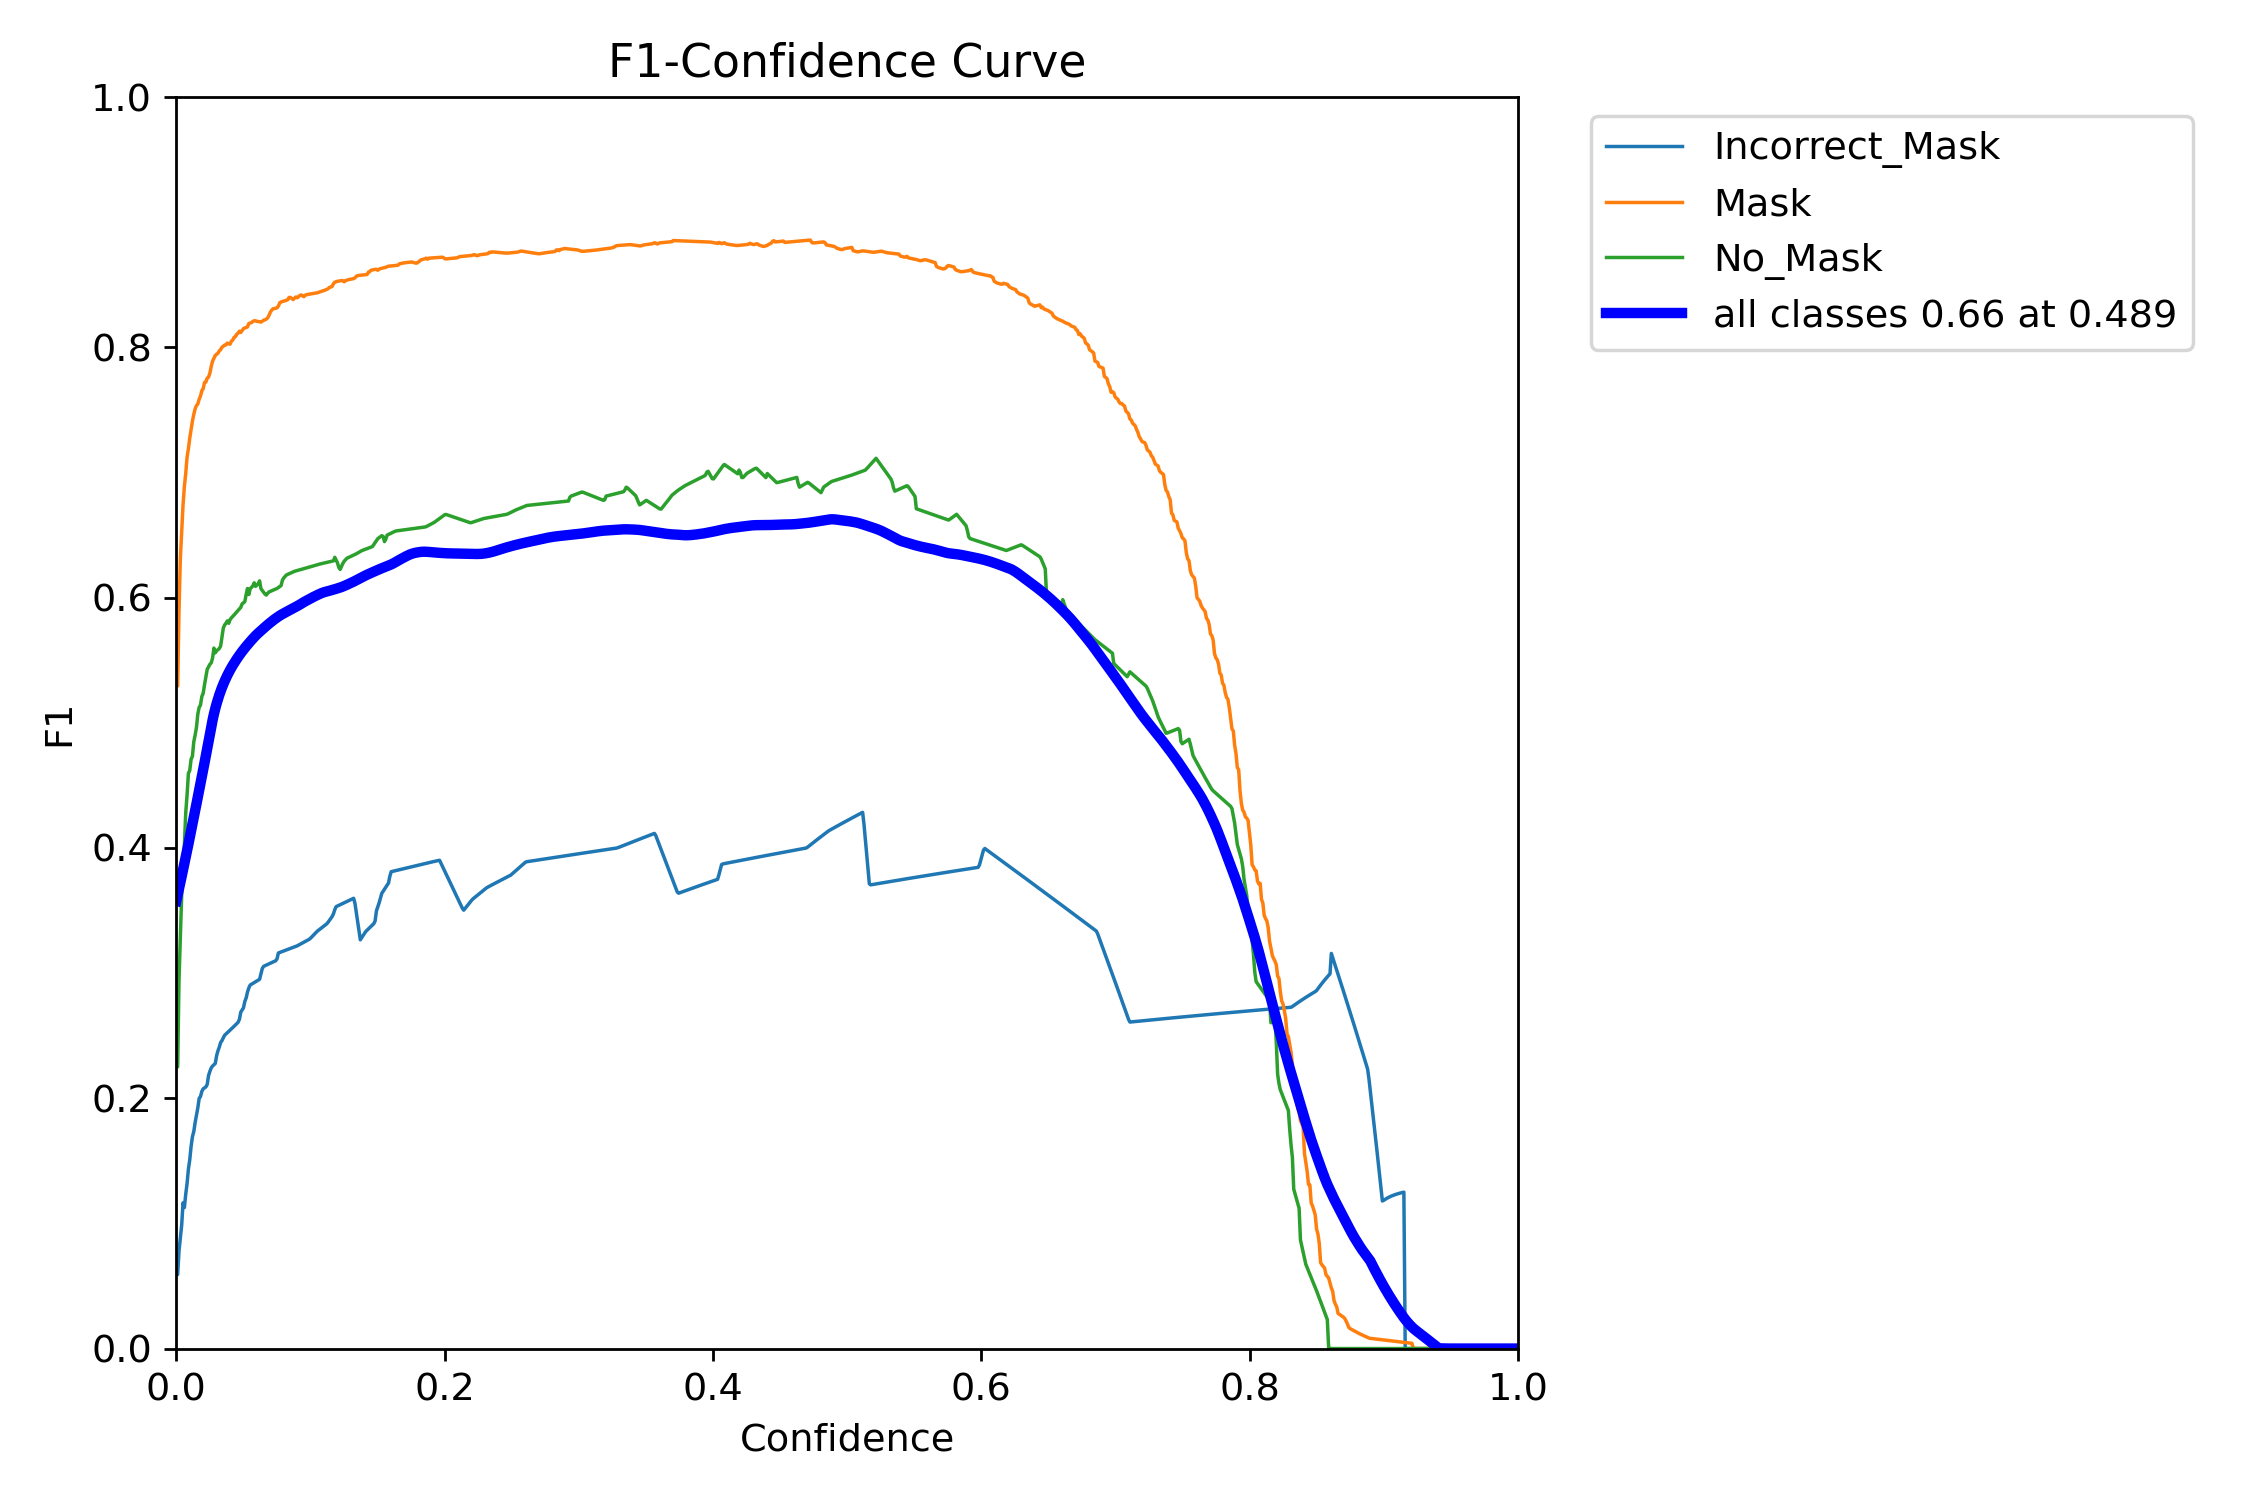 F1-Confidence Curve
1.0
0.8
0.6
0.4
0.2
0.0
F1
0.0 0.2 0.4 0.6 0.8 1.0
Confidence
Incorrect_Mask
Mask
No_Mask
all classes 0.66 at 0.489